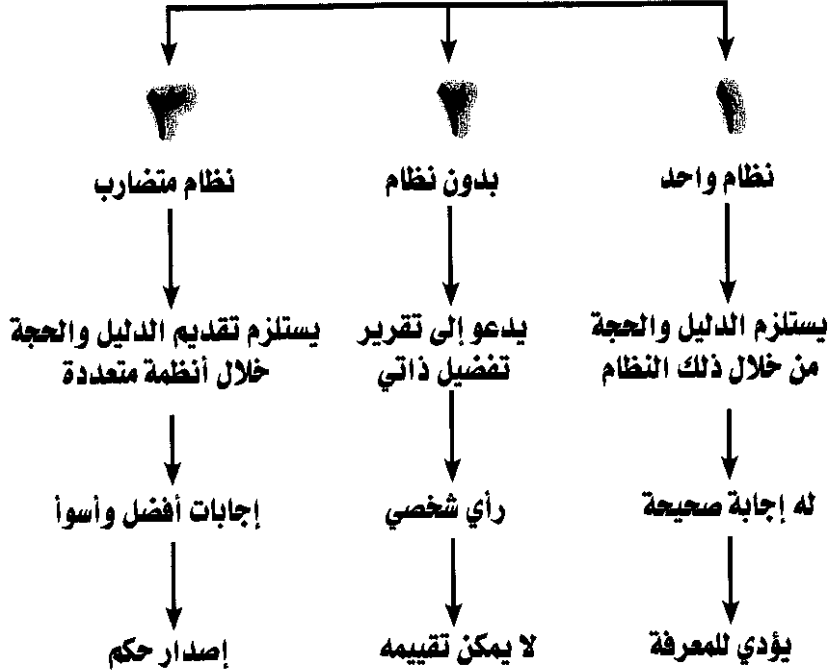 ١
٢
٣
نظام واحد
بدون نظام
نظام متضارب
يستلزم الدليل والحجة
من خلال ذلك النظام
يدعو إلى تقرير
تفضيل ذاتي
يستلزم تقديم الدليل والحجة
خلال أنظمة متعددة
له إجابة صحيحة
رأي شخصي
إجابات أفضل وأسوأ
يؤدي للمعرفة
لا يمكن تقييمه
إصدار حكم